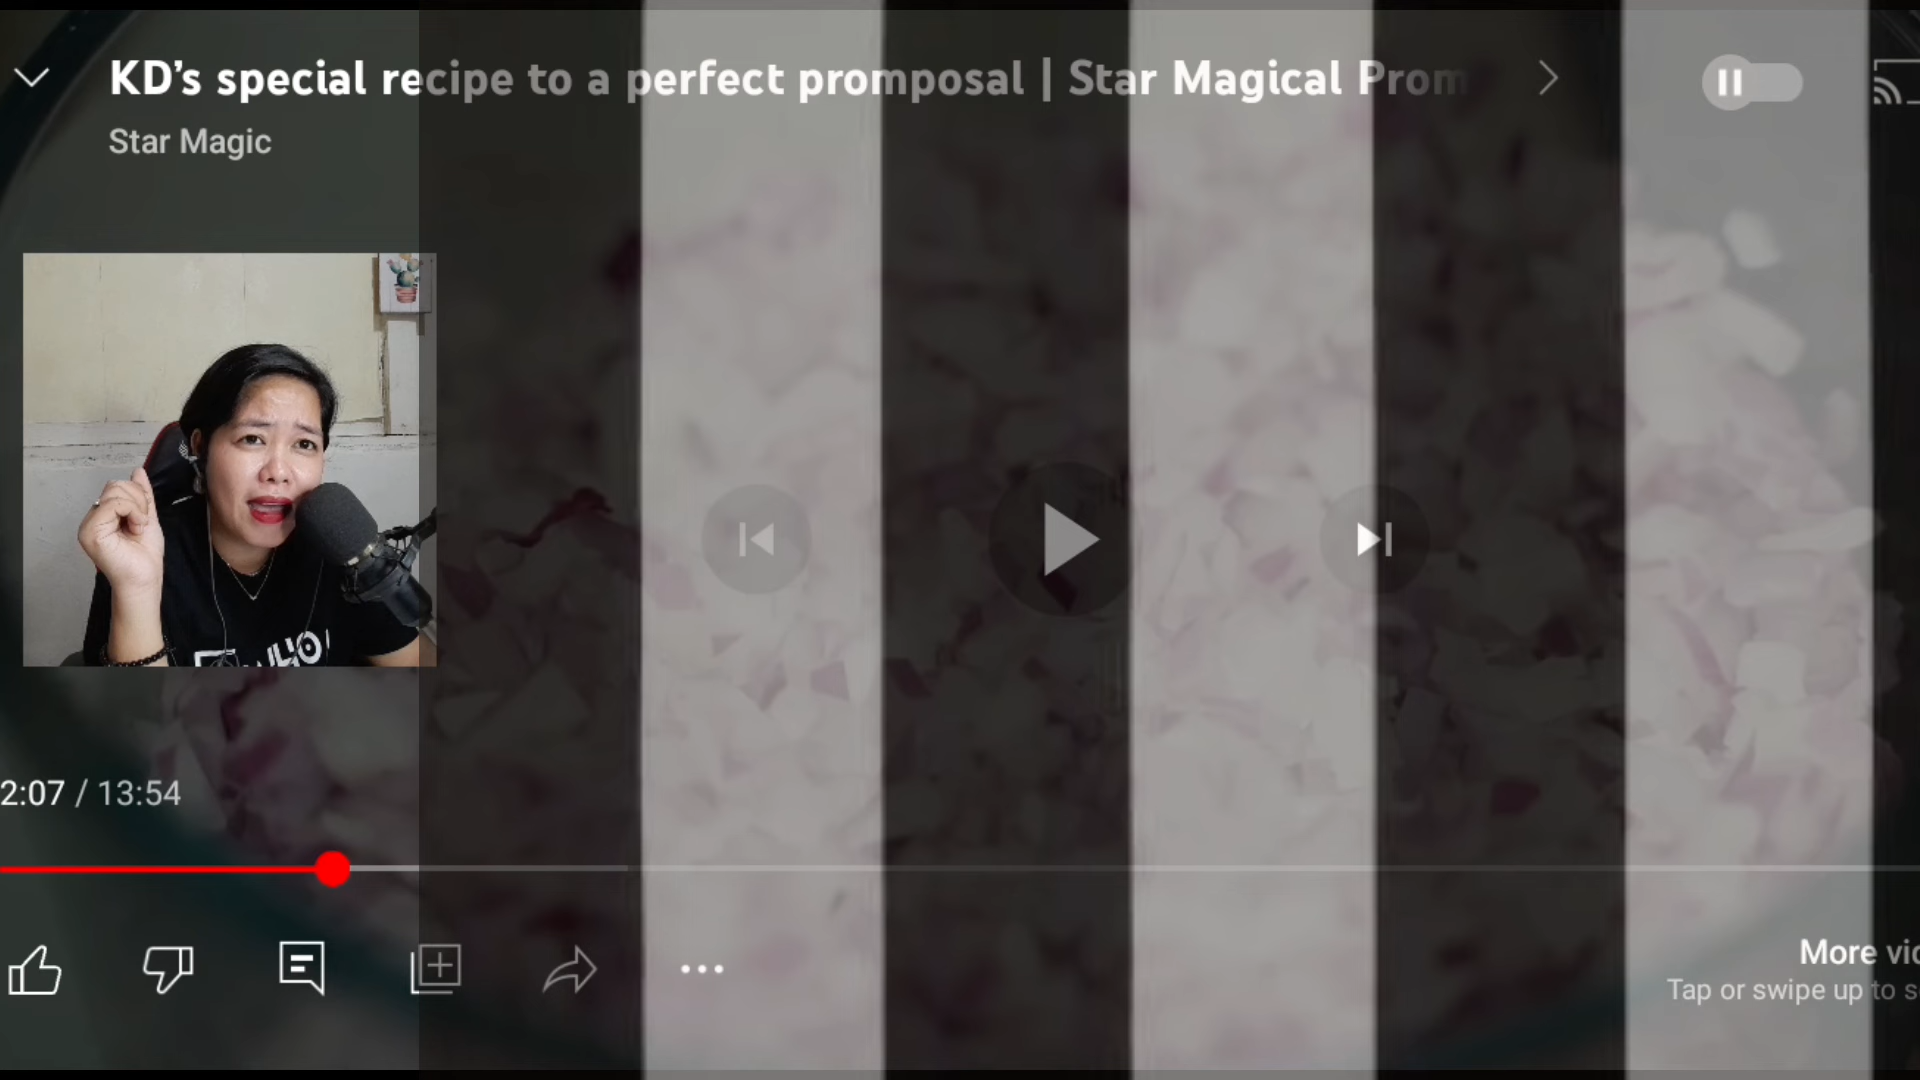 KD's special recipe to a perfect promposal | Star Magical Prom
Star Magic
2:07 / 13:54
More vid
Tap or swipe up to s